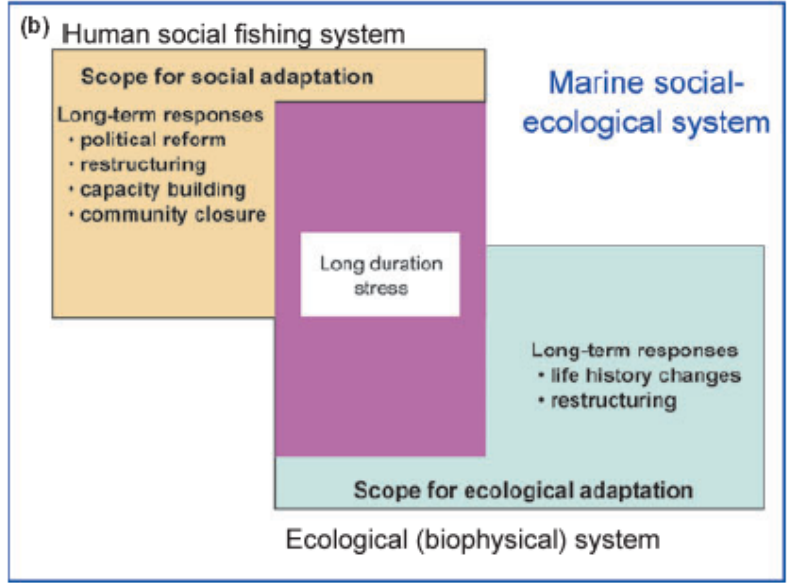 (b) Human social fishing system
Scope for social adaptation
Marine social-
ecological system
Long-term responses
• political reform
• restructuring
• capacity building
• community closure
Long duration
stress
Long-term responses
• life history changes
• restructuring
Scope for ecological adaptation
Ecological (biophysical) system